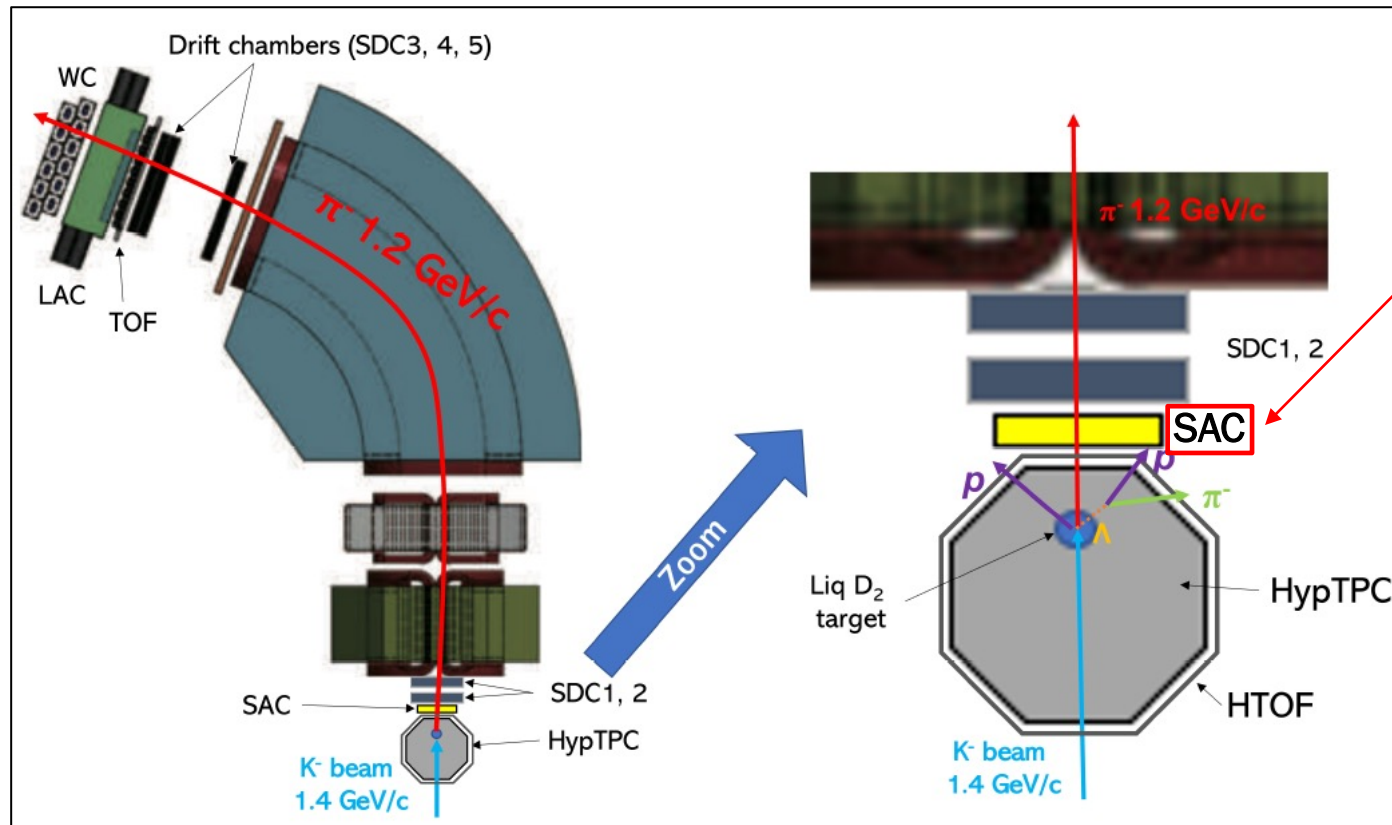 Drift chambers (SDC3, 4, 5)
WC
LAC
TOF
π⁻ 1.2 GeV/c
SDC1, 2
SAC
HypTPC
K⁻ beam
1.4 GeV/c
Zoom
π⁻ 1.2 GeV/c
SDC1, 2
SAC
p
p
π⁻
Λ
Liq D₂
target
HypTPC
HTOF
K⁻ beam
1.4 GeV/c